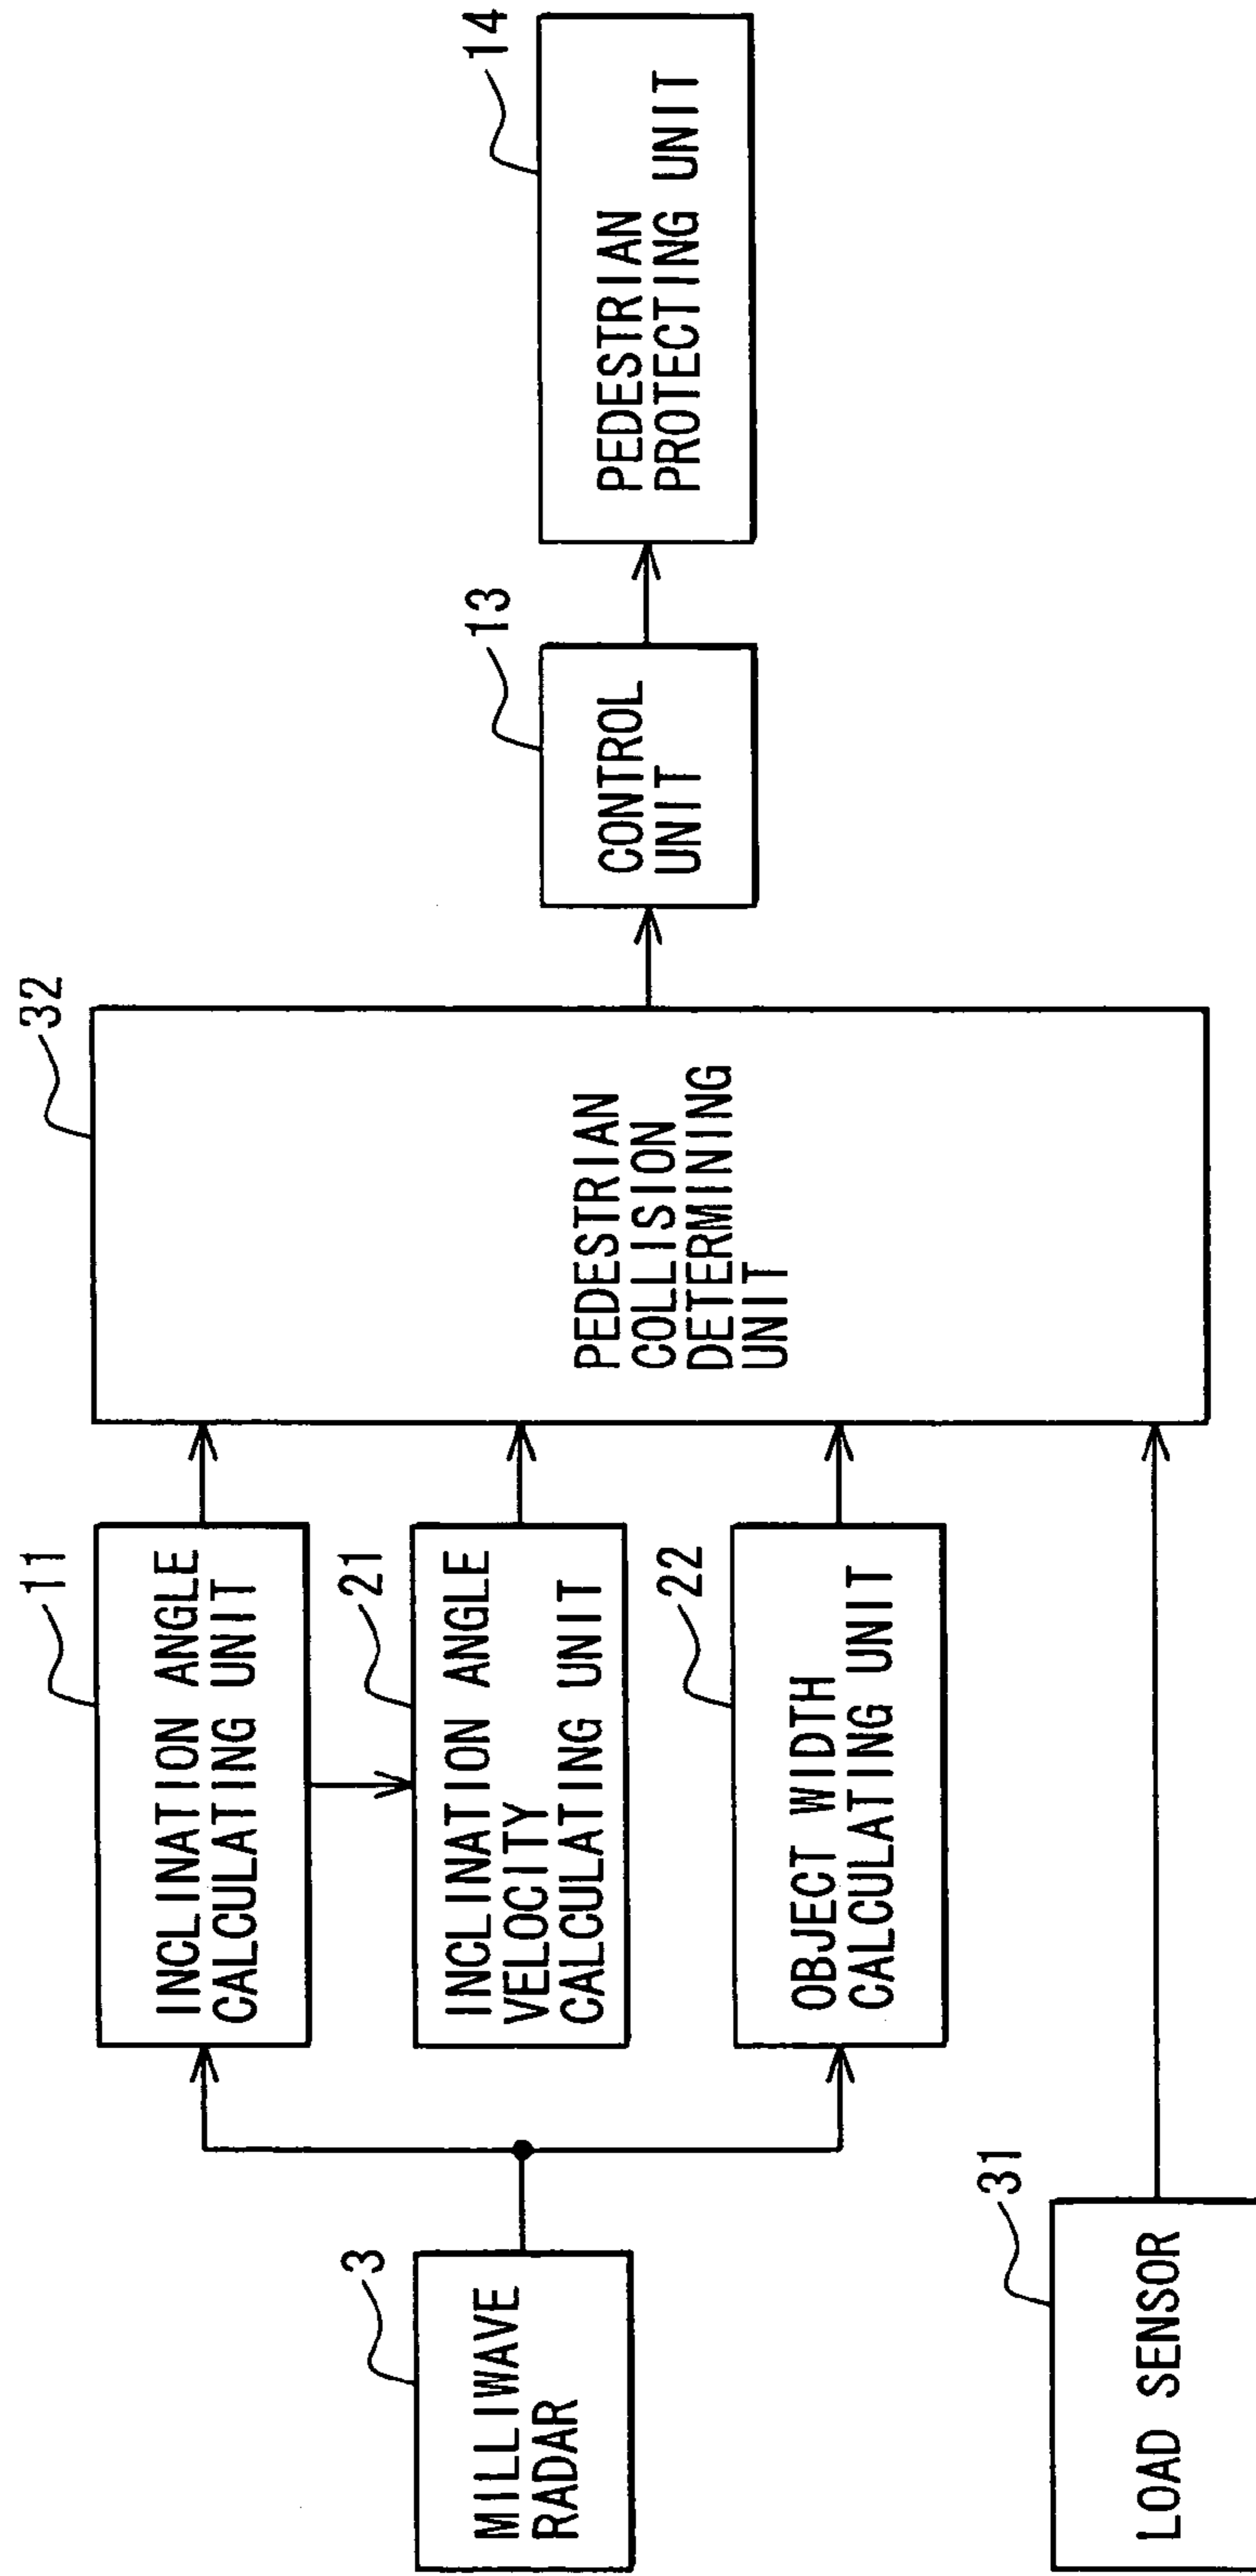 3
MILLIWAVE
RADAR
31
LOAD SENSOR
11
INCLINATION ANGLE
CALCULATING UNIT
21
INCLINATION ANGLE
VELOCITY
CALCULATING UNIT
22
OBJECT WIDTH
CALCULATING UNIT
32
PEDESTRIAN
COLLISION
DETERMINING
UNIT
13
CONTROL
UNIT
14
PEDESTRIAN
PROTECTING UNIT